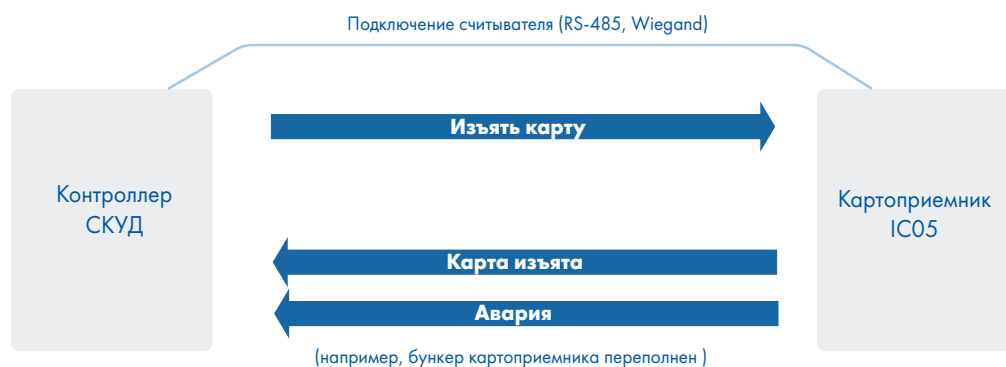 Подключение считывателя (RS-485, Wiegand)
Изъять карту
Контроллер
СКУД
Картоприемник
IC05
Карта изъята
Авария
(например, бункер картоприемника переполнен )